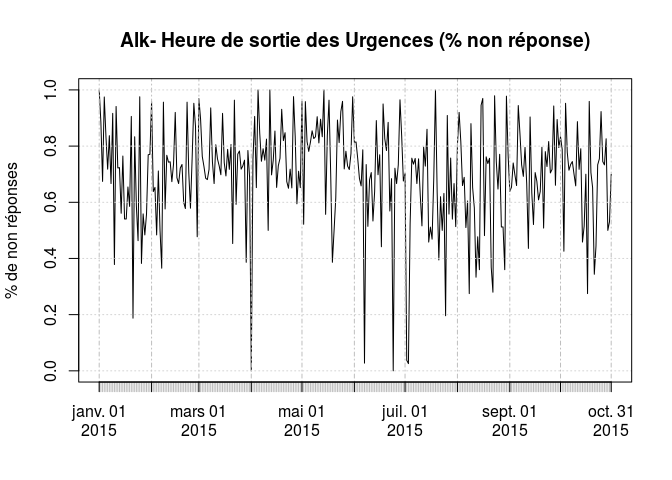 Alk- Heure de sortie des Urgences (% non réponse)
% de non réponses
1.0
0.8
0.6
0.4
0.2
0.0
janv. 01 mars 01 mai 01 juil. 01 sept. 01 oct. 31
2015 2015 2015 2015 2015 2015